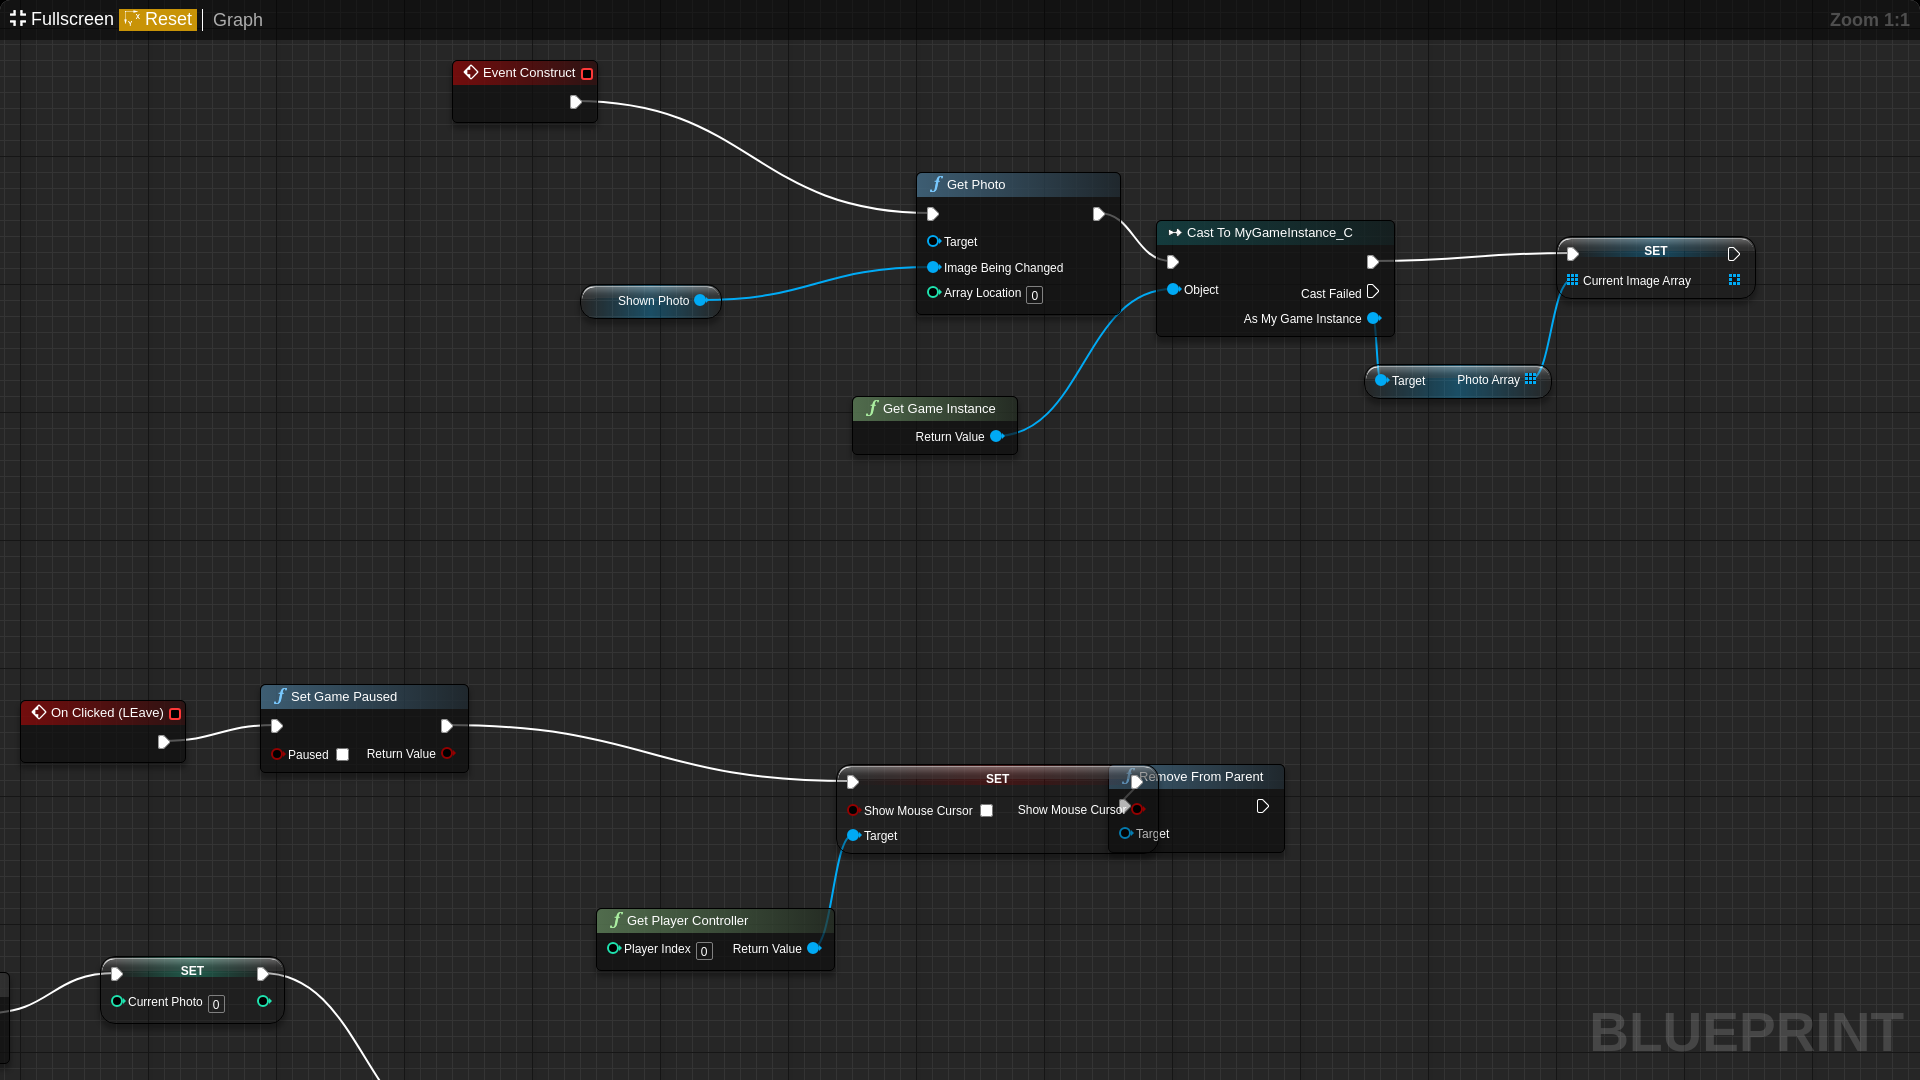 Fullscreen Reset Graph Zoom 1:1
Event Construct
Get Photo
Target
Image Being Changed
Array Location 0
Shown Photo
Cast To MyGameInstance_C
Object
Cast Failed
As My Game Instance
SET
Current Image Array
Target Photo Array
Get Game Instance
Return Value
On Clicked (LEave)
Set Game Paused
Paused Return Value
SET
Show Mouse Cursor Show Mouse Cursor
Target
Remove From Parent
Target
Get Player Controller
Player Index 0 Return Value
SET
Current Photo 0
BLUEPRINT